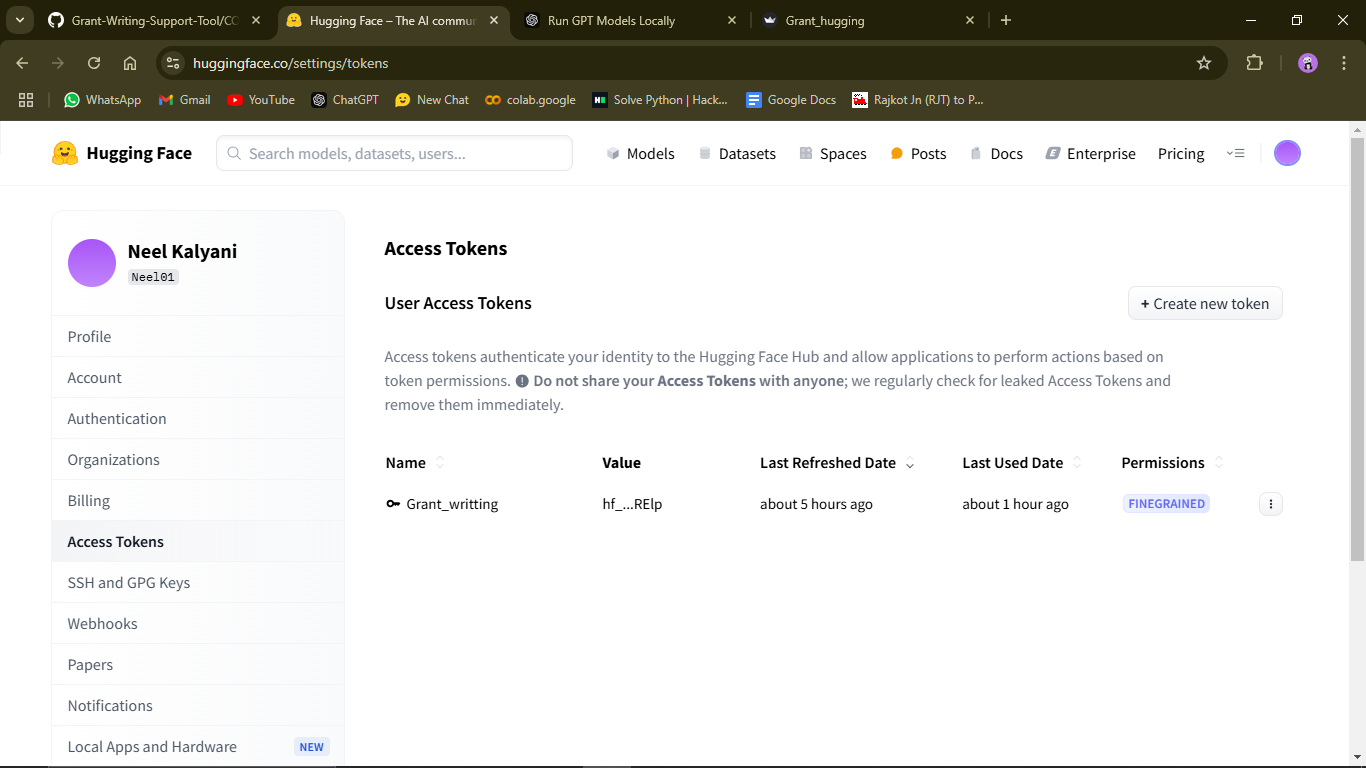 Grant-Writing-Support-Tool/CO
Hugging Face – The AI commun
Run GPT Models Locally
Grant_hugging
huggingface.co/settings/tokens
WhatsApp
Gmail
YouTube
ChatGPT
New Chat
colab.google
Solve Python | Hack...
Google Docs
Rajkot Jn (RJT) to P...
Hugging Face
Search models, datasets, users...
Models
Datasets
Spaces
Posts
Docs
Enterprise
Pricing
Neel Kalyani
Neel01
Profile
Account
Authentication
Organizations
Billing
Access Tokens
SSH and GPG Keys
Webhooks
Papers
Notifications
Local Apps and Hardware NEW
Access Tokens
User Access Tokens
+ Create new token
Access tokens authenticate your identity to the Hugging Face Hub and allow applications to perform actions based on
token permissions. Do not share your Access Tokens with anyone; we regularly check for leaked Access Tokens and
remove them immediately.
Name Value Last Refreshed Date Last Used Date Permissions
Grant_writting hf_...RElp about 5 hours ago about 1 hour ago FINEGRAINED